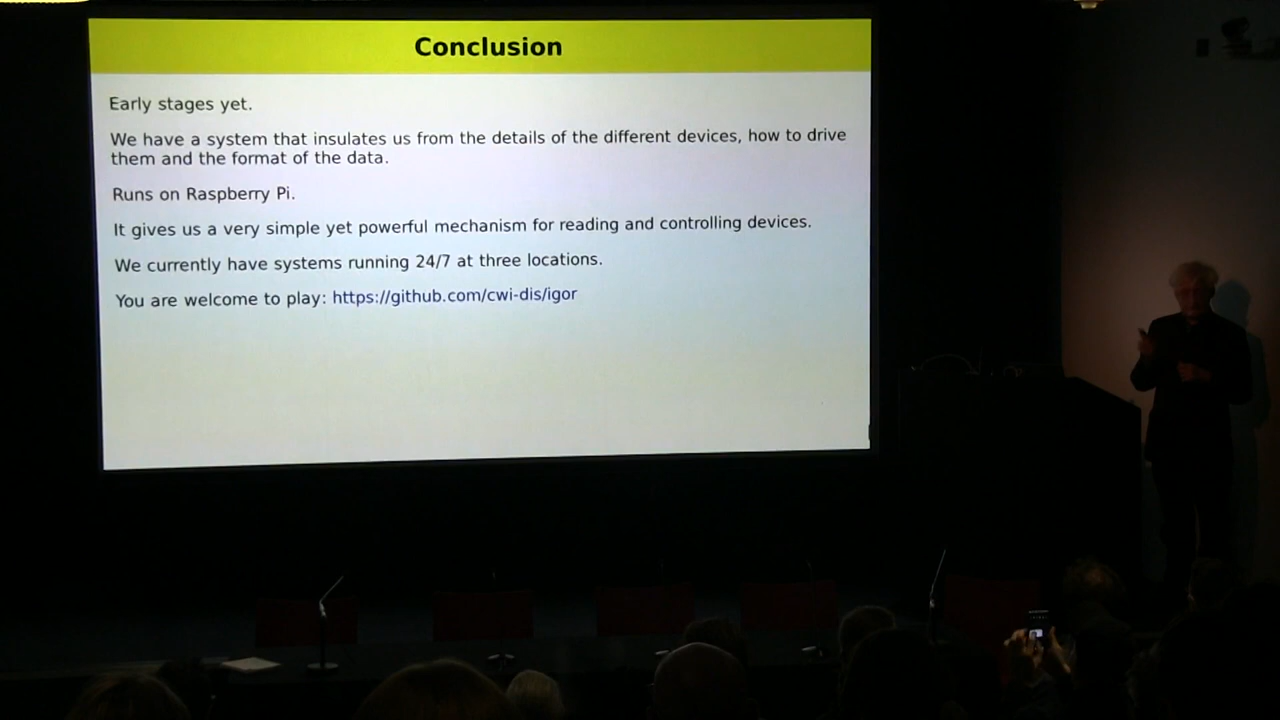 Conclusion
Early stages yet.
We have a system that insulates us from the details of the different devices, how to drive
them and the format of the data.
Runs on Raspberry Pi.
It gives us a very simple yet powerful mechanism for reading and controlling devices.
We currently have systems running 24/7 at three locations.
You are welcome to play: https://github.com/cwi-dis/igor